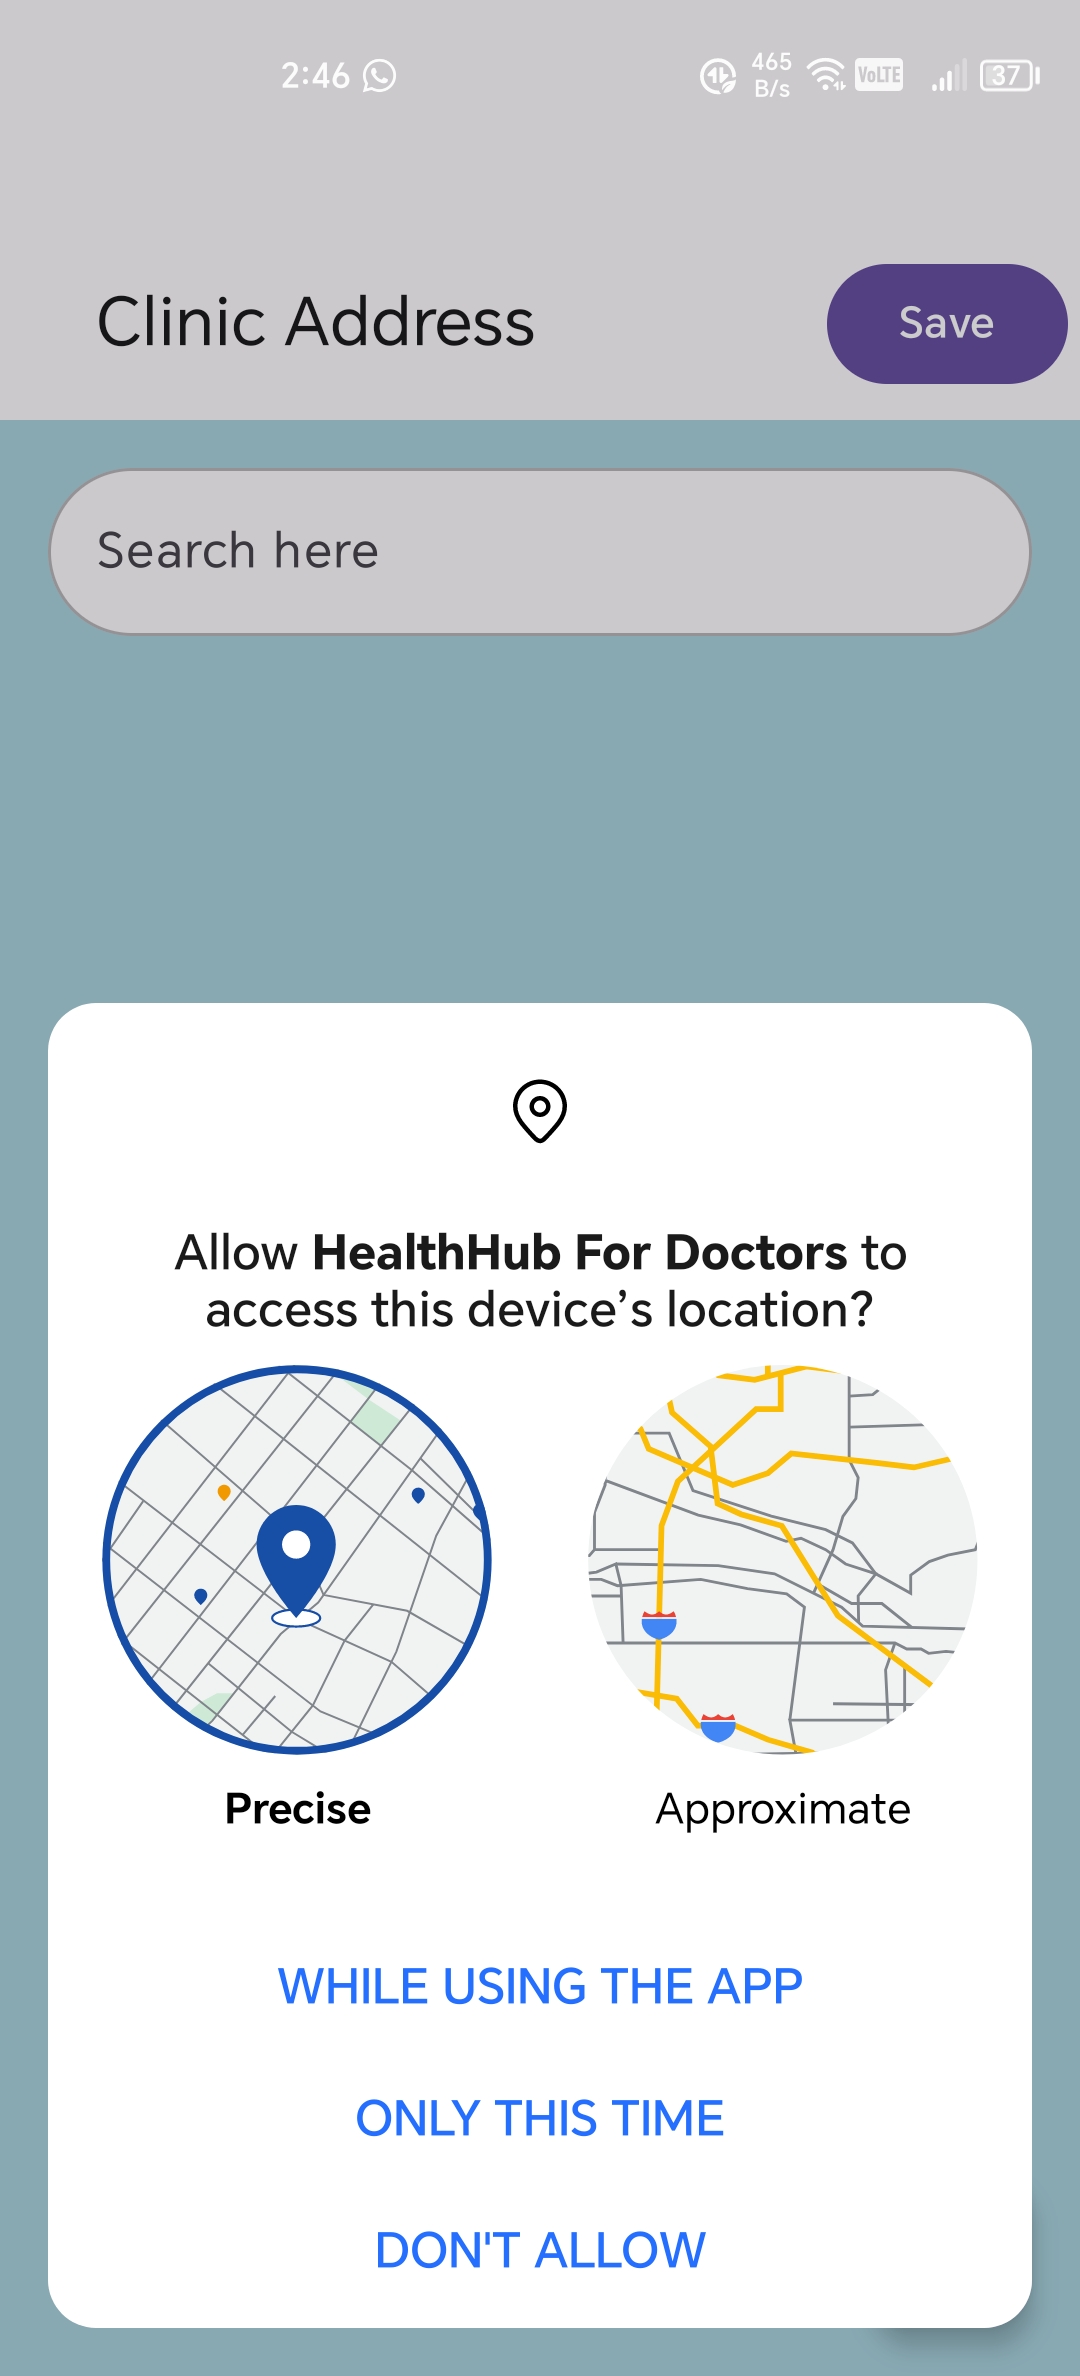 2:46
465
B/s
VoLTE
37
Clinic Address
Save
Search here
Allow HealthHub For Doctors to
access this device’s location?
Precise
Approximate
WHILE USING THE APP
ONLY THIS TIME
DON'T ALLOW